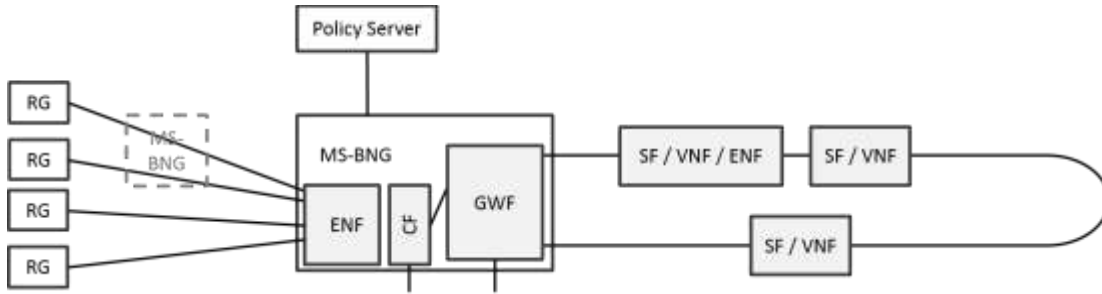 Policy Server
RG
MS-
BNG
RG
MS-BNG
SF / VNF / ENF
SF / VNF
RG
ENF
CF
GWF
SF / VNF
RG